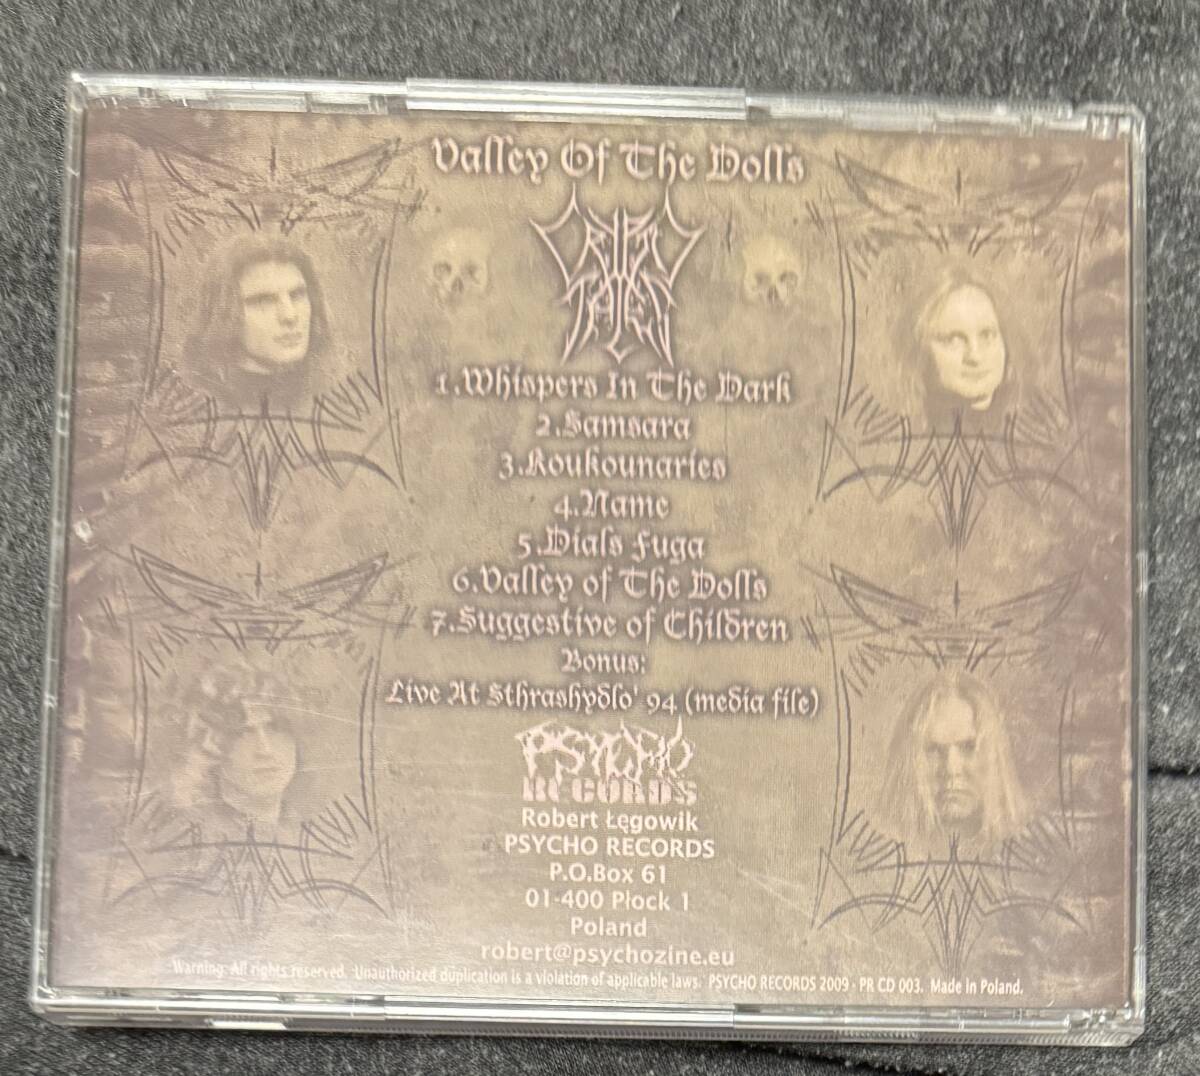 Valley Of The Dolls
CRYPTIC TALES
1.Whispers In The Dark
2.Samsara
3.Koukounaries
4.Name
5.Dials Fuga
6.Valley of The Dolls
7.Suggestive of Children
Bonus:
Live At Sthrashydlo' 94 (media file)
PSYCHO
RECORDS
Robert Łęgowik
PSYCHO RECORDS
P.O.Box 61
01-400 Płock 1
Poland
robert@psychozine.eu
Warning: All rights reserved. Unauthorized duplication is a violation of applicable laws. PSYCHO RECORDS 2009 - PR CD 003. Made in Poland.